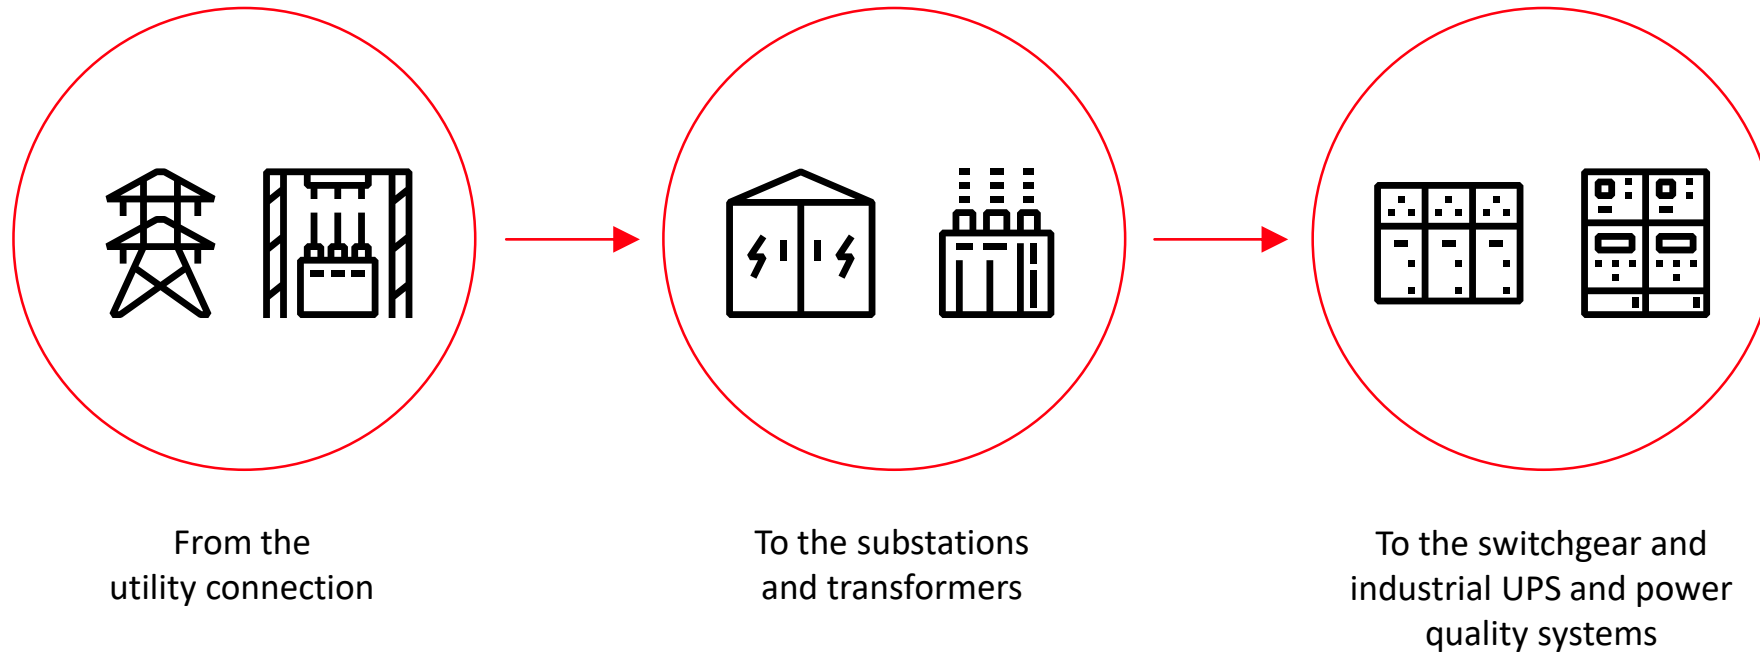 From the
utility connection
To the substations
and transformers
To the switchgear and
industrial UPS and power
quality systems